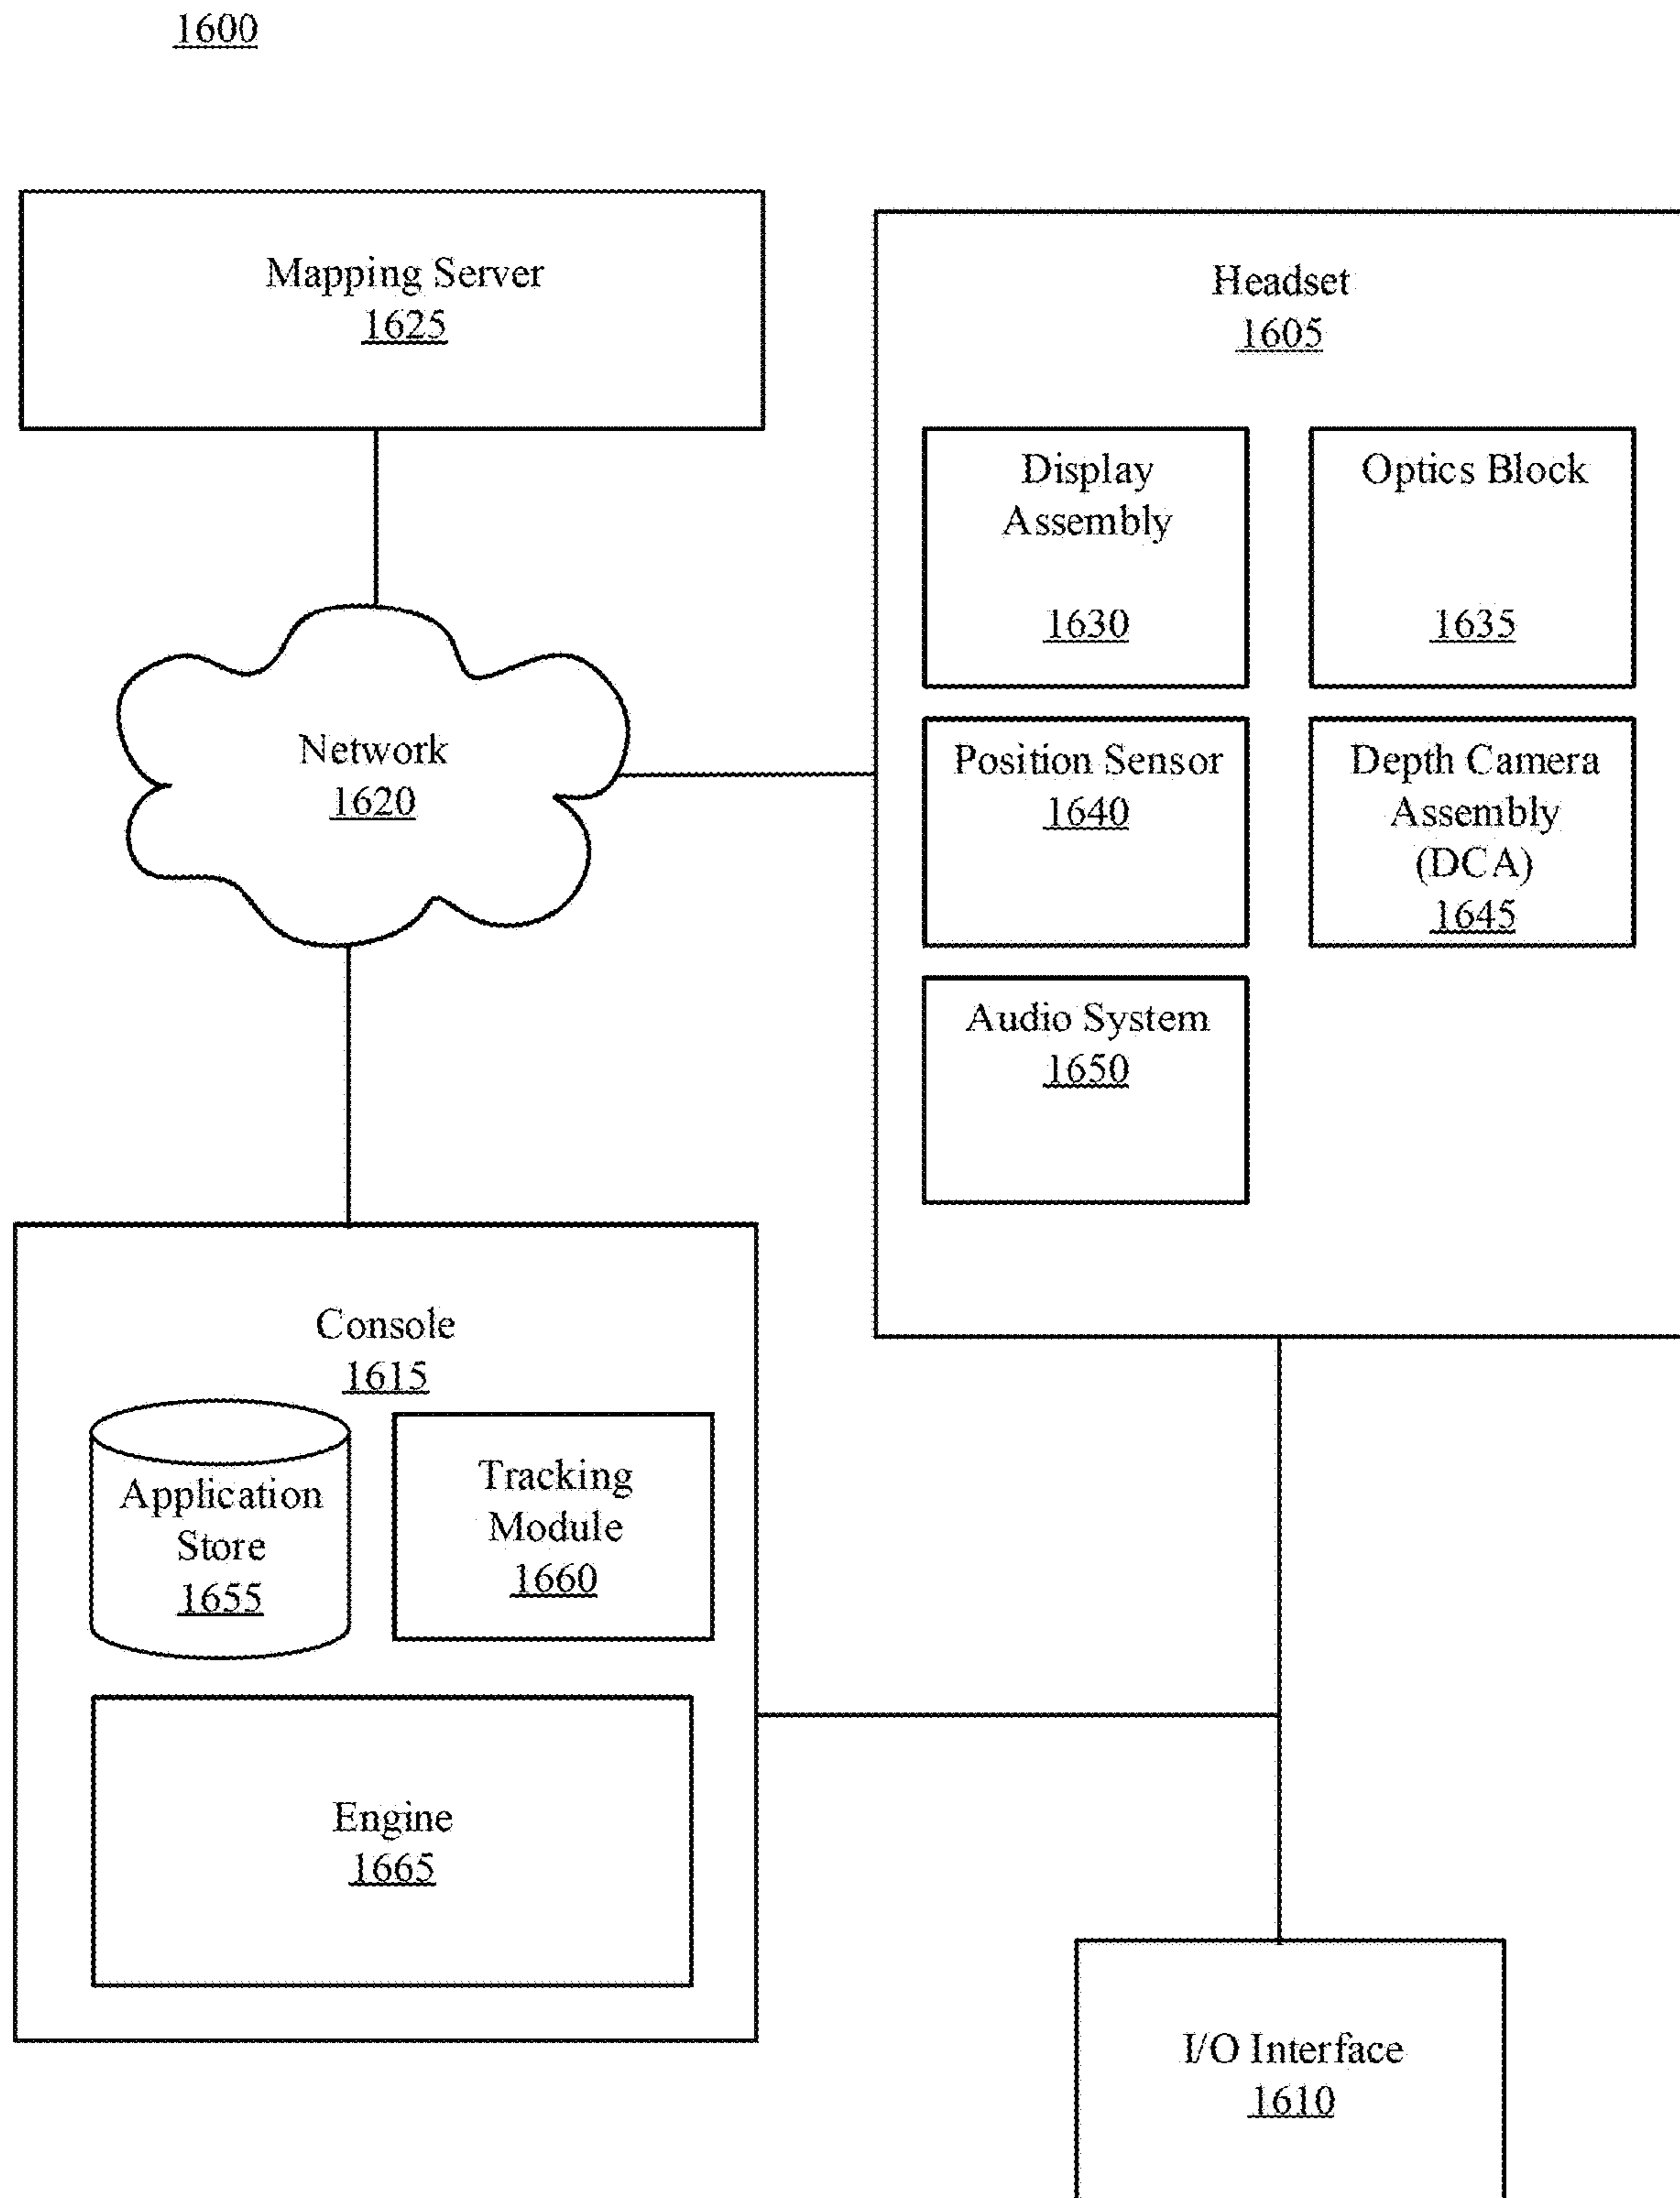 1600
Mapping Server
1625
Headset
1605
Display
Assembly
1630
Optics Block
1635
Network
1620
Position Sensor
1640
Depth Camera
Assembly
(DCA)
1645
Audio System
1650
Console
1615
Application
Store
1655
Tracking
Module
1660
Engine
1665
I/O Interface
1610